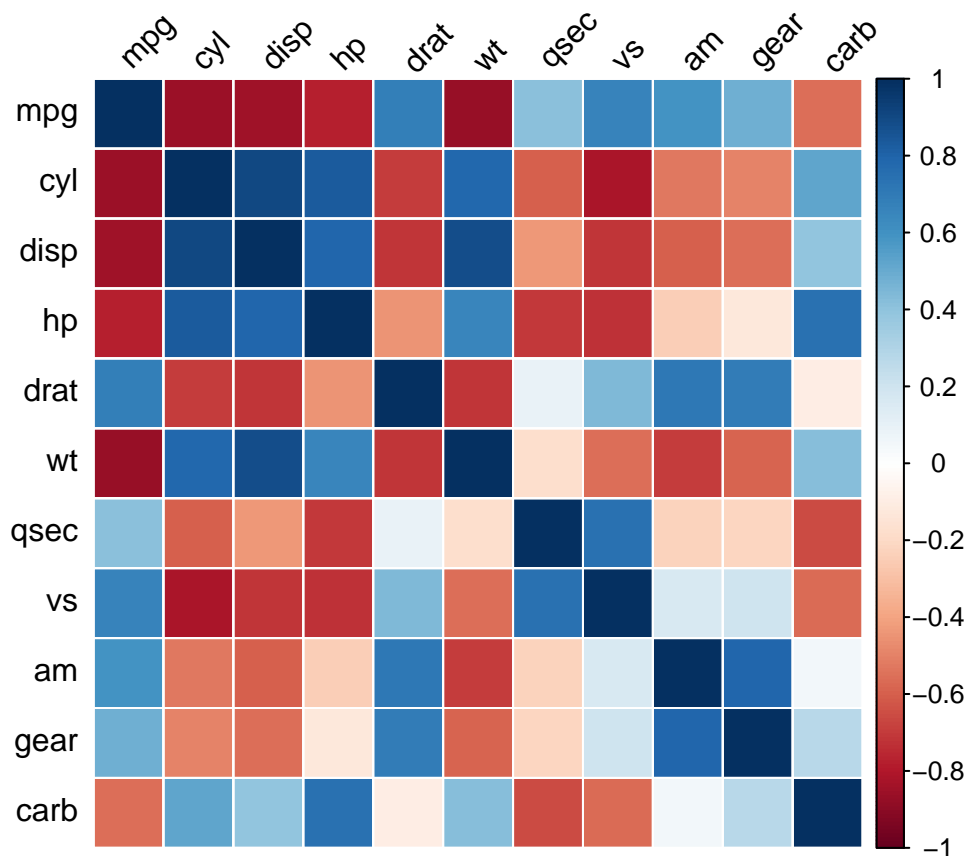 mpg cyl disp hp drat wt qsec vs am gear carb
mpg
cyl
disp
hp
drat
wt
qsec
vs
am
gear
carb
1
0.8
0.6
0.4
0.2
0
−0.2
−0.4
−0.6
−0.8
−1